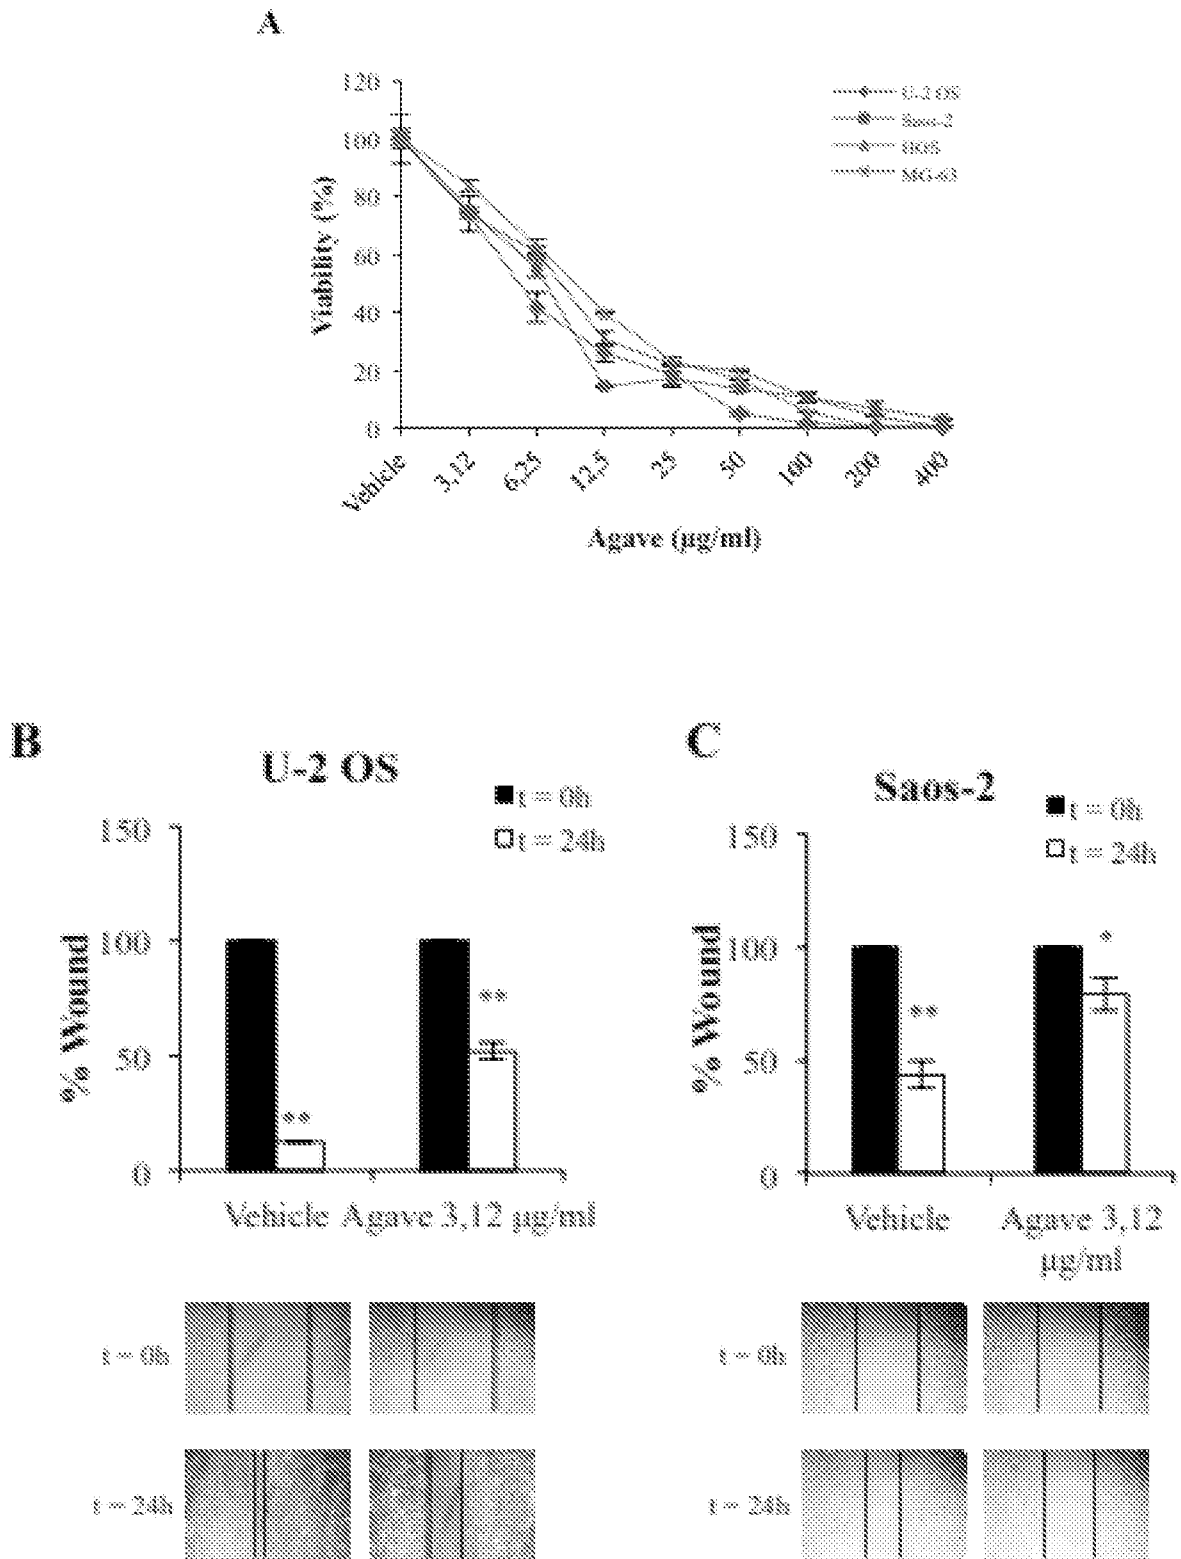 A
120
100
80
60
40
20
0
Viability (%)
U-2 OS
Saos-2
HOS
MG-63
Vehicle
3,12
6,25
12,5
25
50
100
200
400
Agave (µg/ml)
B
U-2 OS
t = 0h
t = 24h
150
100
50
0
% Wound
**
**
Vehicle Agave 3,12 µg/ml
t = 0h
t = 24h
C
Saos-2
t = 0h
t = 24h
150
100
50
0
% Wound
**
*
Vehicle
Agave 3,12
µg/ml
t = 0h
t = 24h